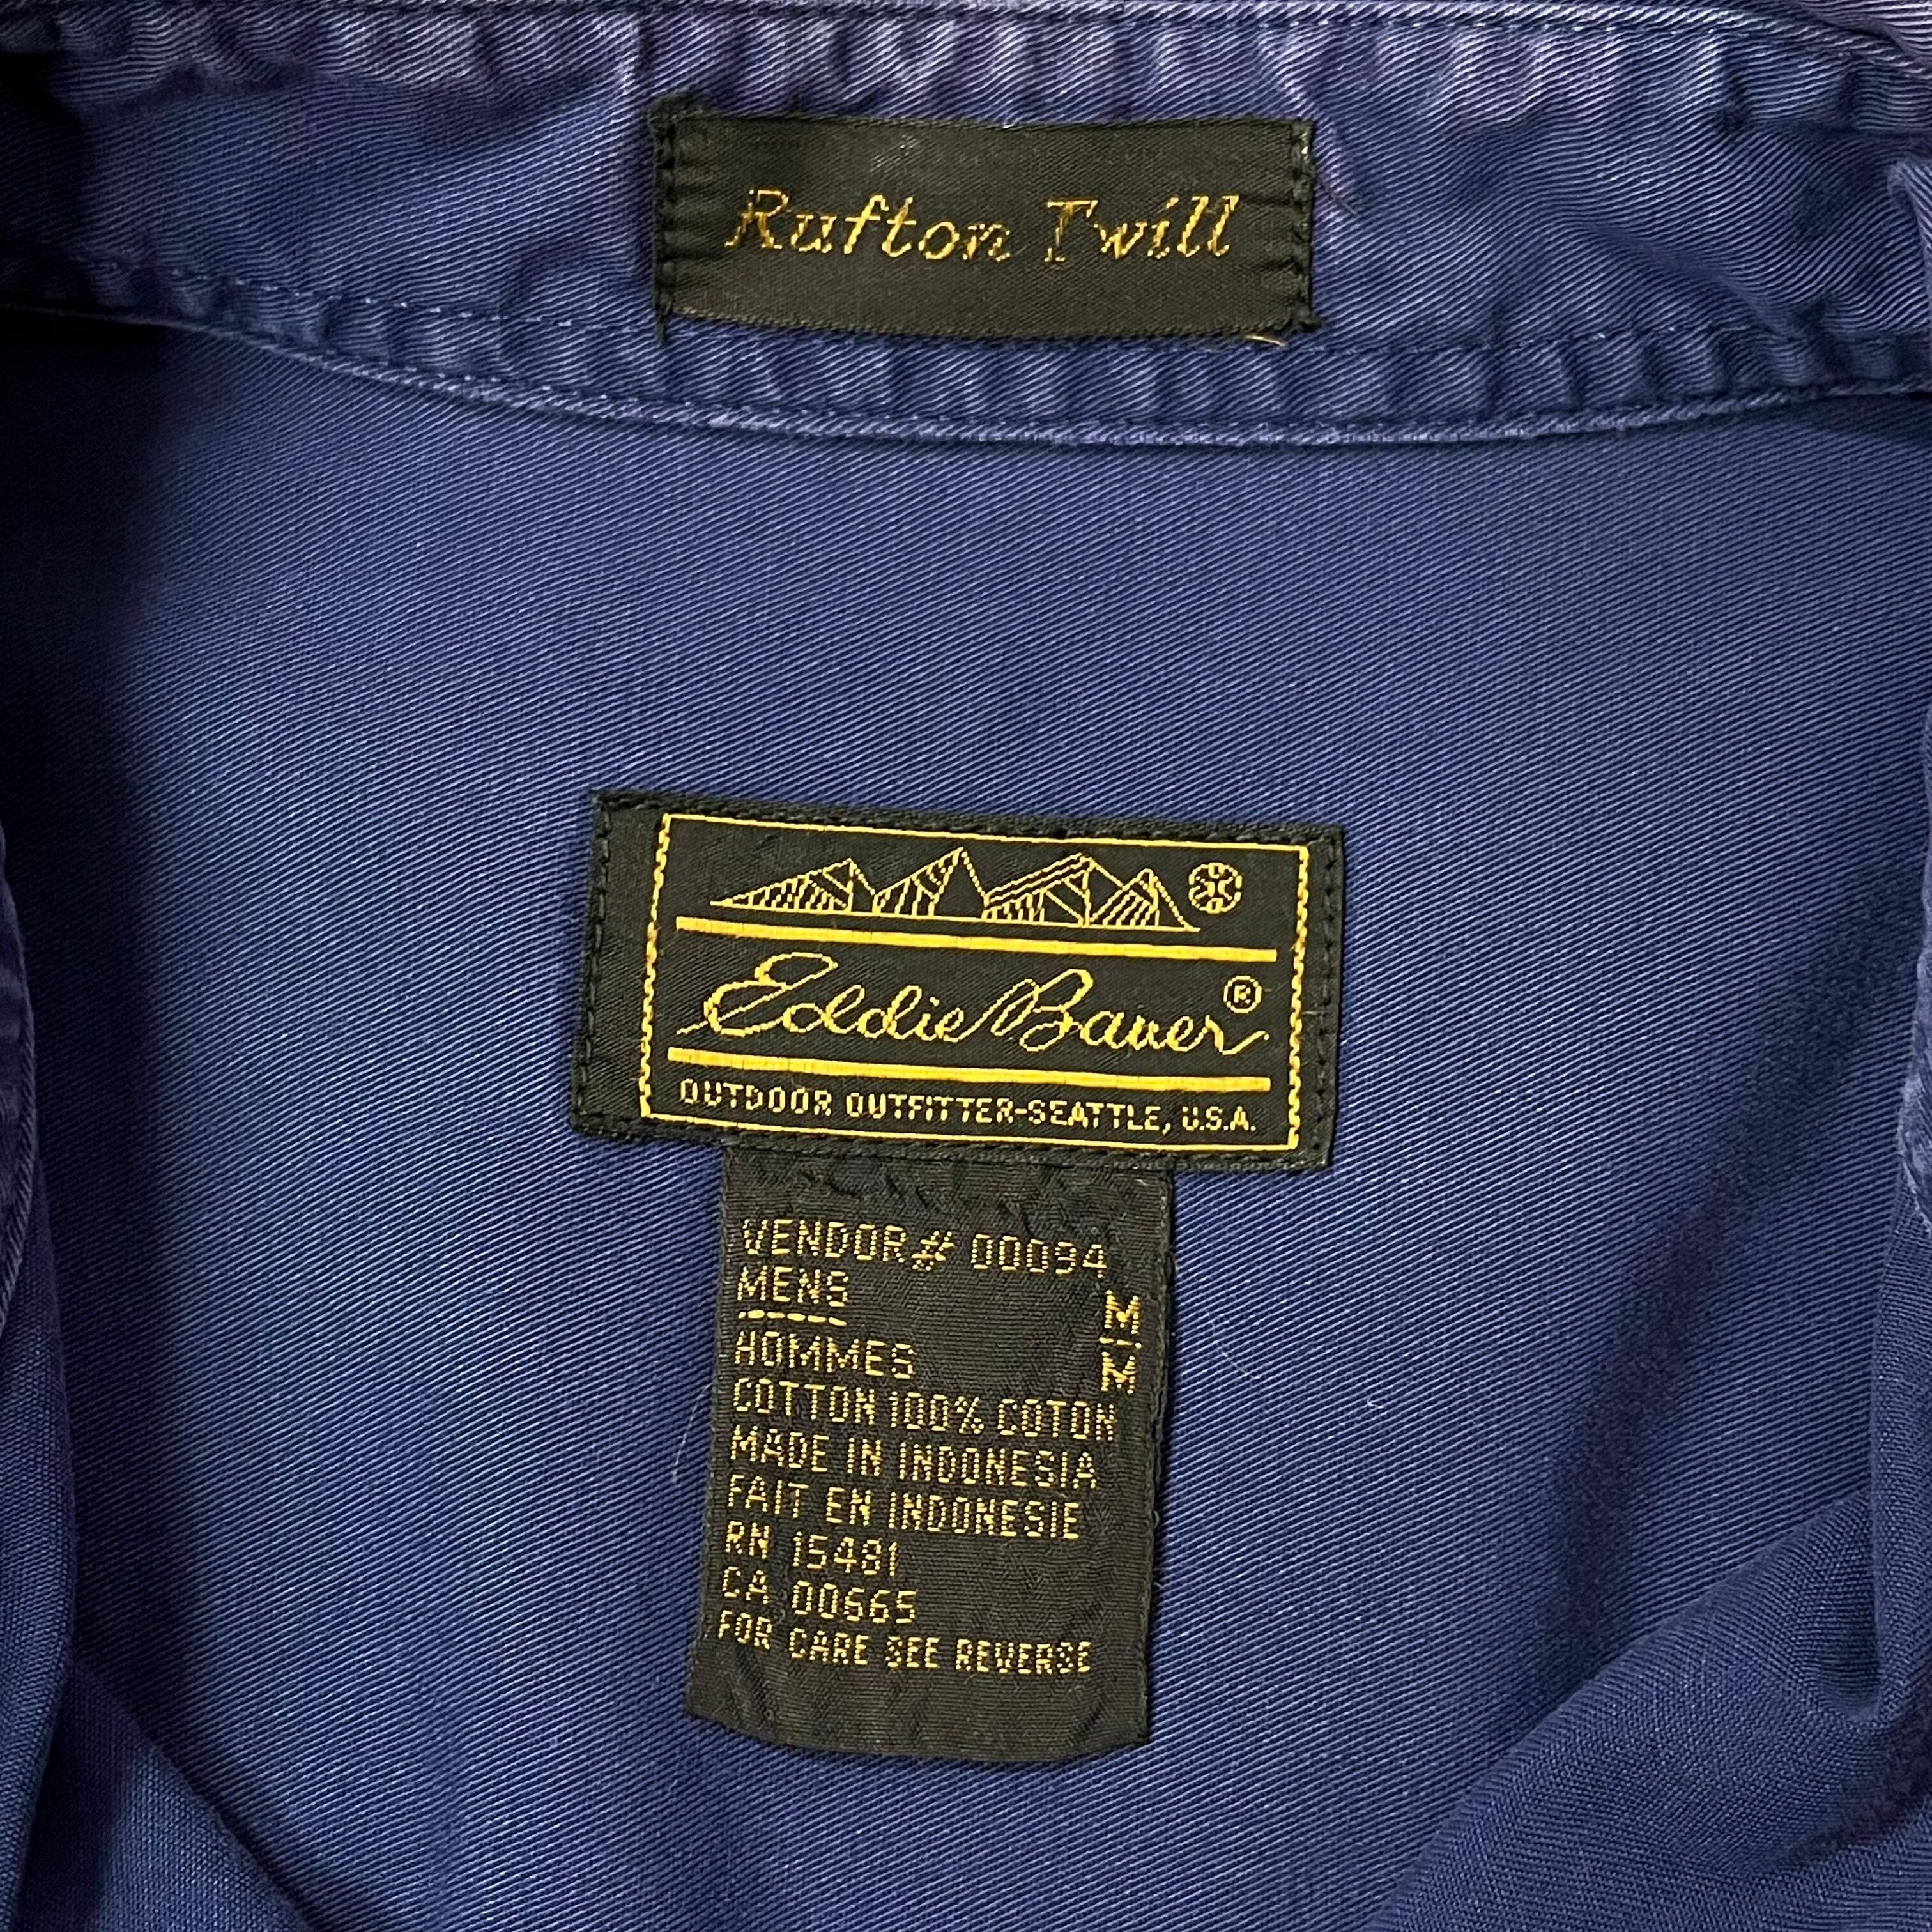 Rufton Twill
Eddie Bauer®
OUTDOOR OUTFITTER-SEATTLE, U.S.A.
VENDOR# 00094
MENS M
HOMMES M
COTTON 100% COTON
MADE IN INDONESIA
FAIT EN INDONESIE
RN 15481
CA 00665
FOR CARE SEE REVERSE